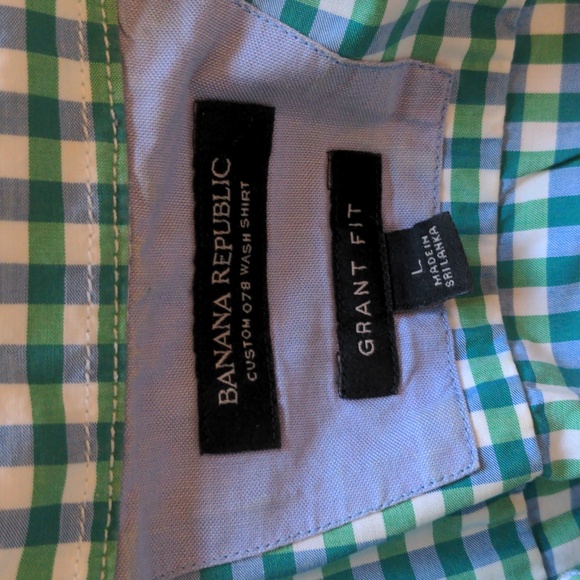 BANANA REPUBLIC
CUSTOM 078 WASH SHIRT
GRANT FIT
L
MADE IN
SRI LANKA